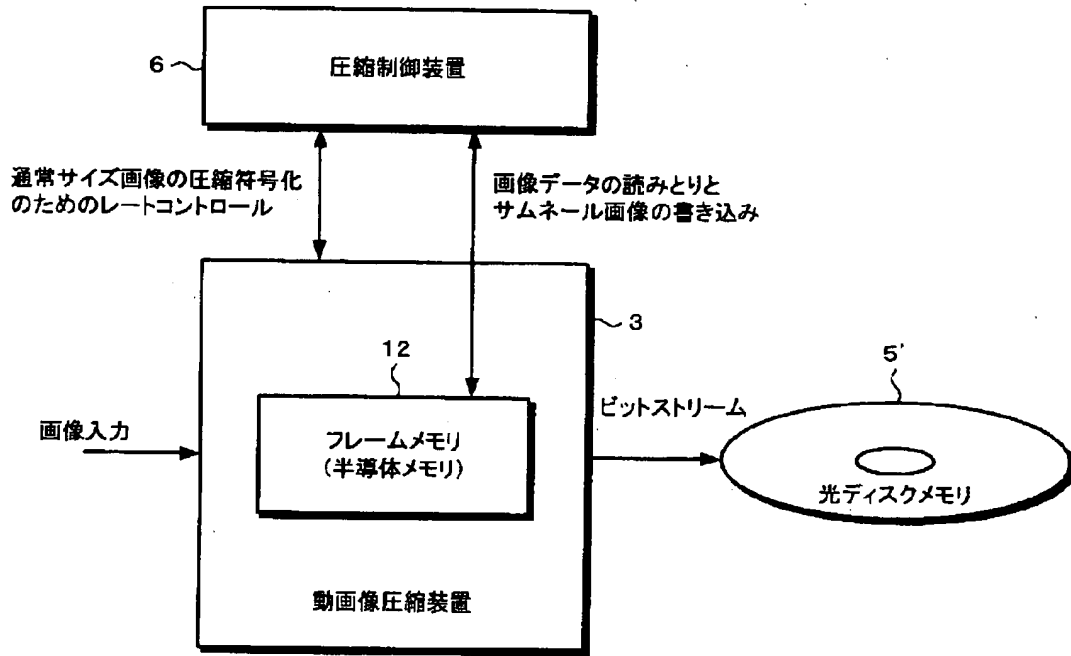 6
圧縮制御装置
通常サイズ画像の圧縮符号化
のためのレートコントロール
画像データの読みとりと
サムネール画像の書き込み
3
12
5'
画像入力
フレームメモリ
(半導体メモリ)
ビットストリーム
光ディスクメモリ
動画像圧縮装置